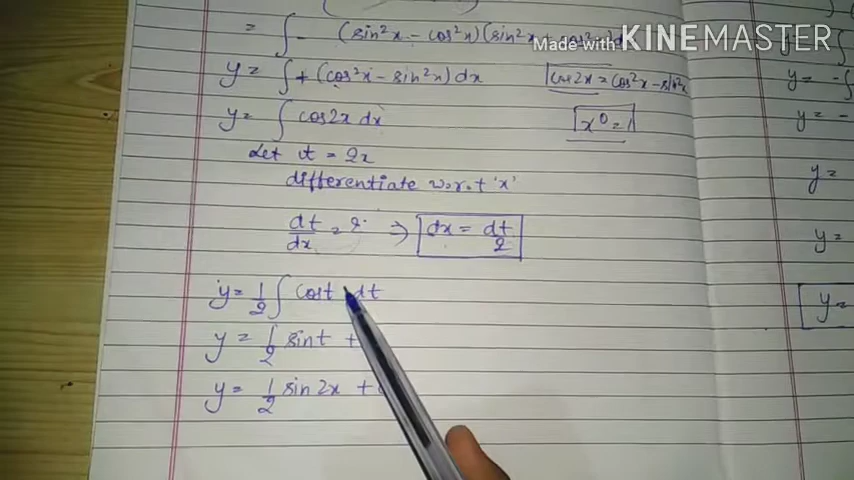 = ∫ - (sin²x - cos²x)(sin²x + cos²x)dx
Made with KINEMASTER
y = ∫ + (cos²x - sin²x) dx
cos2x = cos²x - sin²x
y = ∫ cos2x dx
x⁰ = 1
Let t = 2x
differentiate w.r.t 'x'
dt/dx = 2 ⇒ dx = dt/2
y = 1/2 ∫ cost dt
y = 1/2 sint +
y = 1/2 sin 2x +
y = - ∫
y = -
y =
y =
y =